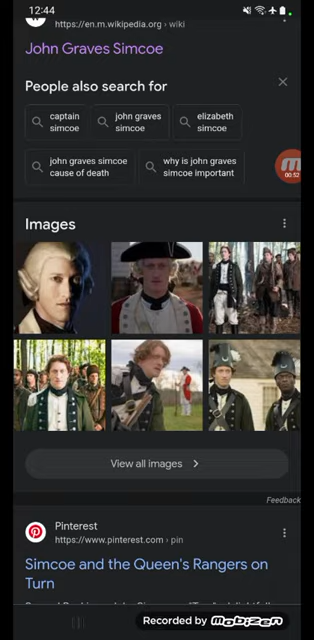 12:44
https://en.m.wikipedia.org › wiki
John Graves Simcoe
People also search for
captain
simcoe
john graves
simcoe
elizabeth
simcoe
john graves simcoe
cause of death
why is john graves
simcoe important
00:52
Images
View all images
Feedback
Pinterest
https://www.pinterest.com › pin
Simcoe and the Queen's Rangers on
Turn
Recorded by mobizen